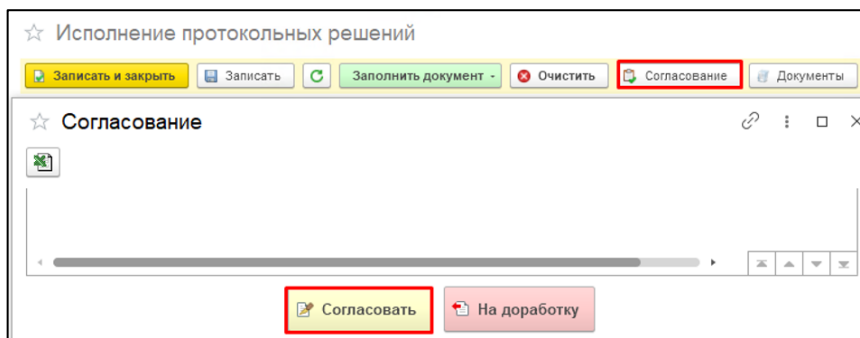 Исполнение протокольных решений
Записать и закрыть Записать Заполнить документ - Очистить Согласование Документы
Согласование
Согласовать На доработку